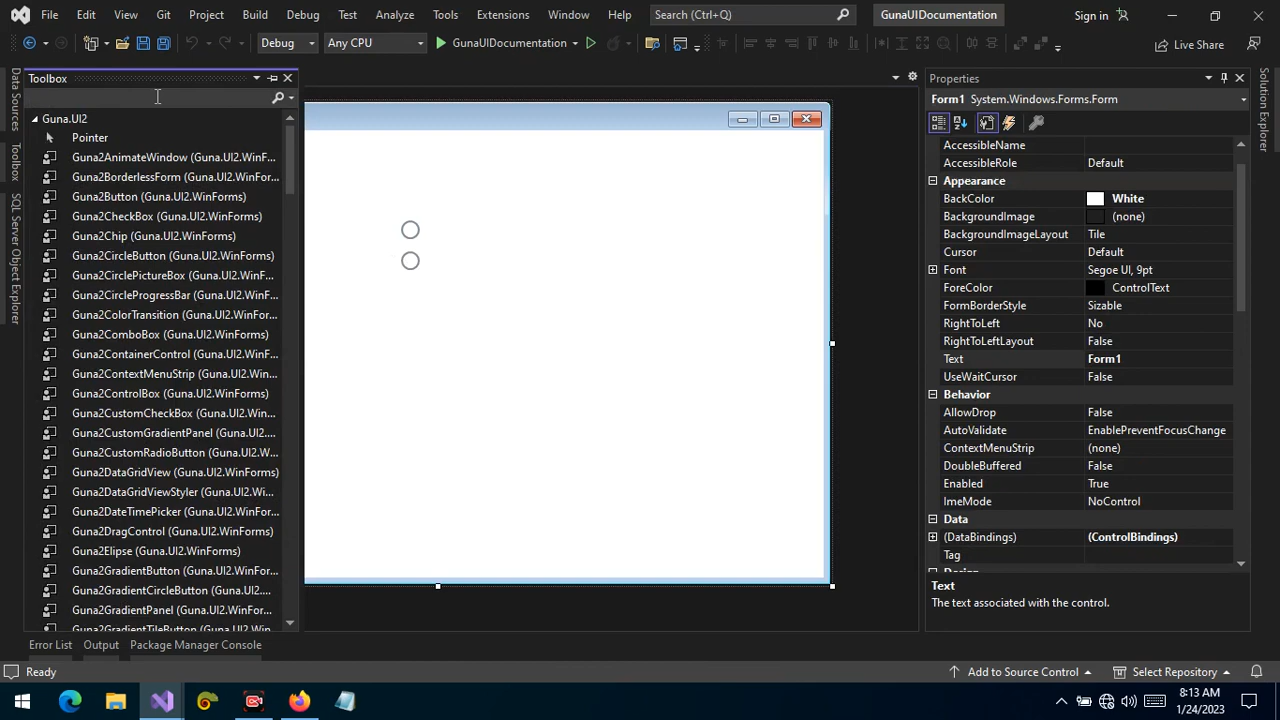 File Edit View Git Project Build Debug Test Analyze Tools Extensions Window Help Search (Ctrl+Q) GunaUIDocumentation Sign in
Debug Any CPU GunaUIDocumentation Live Share
Data Sources
Toolbox
SQL Server Object Explorer
Toolbox
Guna.UI2
Pointer
Guna2AnimateWindow (Guna.UI2.WinF...
Guna2BorderlessForm (Guna.UI2.WinFor...
Guna2Button (Guna.UI2.WinForms)
Guna2CheckBox (Guna.UI2.WinForms)
Guna2Chip (Guna.UI2.WinForms)
Guna2CircleButton (Guna.UI2.WinForms)
Guna2CirclePictureBox (Guna.UI2.WinF...
Guna2CircleProgressBar (Guna.UI2.WinF...
Guna2ColorTransition (Guna.UI2.WinFor...
Guna2ComboBox (Guna.UI2.WinForms)
Guna2ContainerControl (Guna.UI2.WinF...
Guna2ContextMenuStrip (Guna.UI2.Win...
Guna2ControlBox (Guna.UI2.WinForms)
Guna2CustomCheckBox (Guna.UI2.Win...
Guna2CustomGradientPanel (Guna.UI2....
Guna2CustomRadioButton (Guna.UI2.W...
Guna2DataGridView (Guna.UI2.WinForms)
Guna2DataGridViewStyler (Guna.UI2.Wi...
Guna2DateTimePicker (Guna.UI2.WinFor...
Guna2DragControl (Guna.UI2.WinForms)
Guna2Elipse (Guna.UI2.WinForms)
Guna2GradientButton (Guna.UI2.WinFor...
Guna2GradientCircleButton (Guna.UI2....
Guna2GradientPanel (Guna.UI2.WinFor...
Guna2GradientTileButton (Guna.UI2.Win...
Properties
Form1 System.Windows.Forms.Form
AccessibleName
AccessibleRole Default
Appearance
BackColor White
BackgroundImage (none)
BackgroundImageLayout Tile
Cursor Default
Font Segoe UI, 9pt
ForeColor ControlText
FormBorderStyle Sizable
RightToLeft No
RightToLeftLayout False
Text Form1
UseWaitCursor False
Behavior
AllowDrop False
AutoValidate EnablePreventFocusChange
ContextMenuStrip (none)
DoubleBuffered False
Enabled True
ImeMode NoControl
Data
(DataBindings) (ControlBindings)
Tag
Design
Text
The text associated with the control.
Solution Explorer
Error List Output Package Manager Console
Ready Add to Source Control Select Repository
8:13 AM
1/24/2023